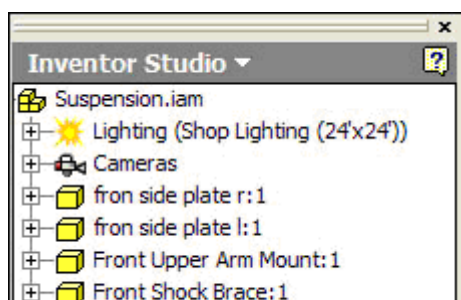 Inventor Studio
Suspension.iam
Lighting (Shop Lighting (24'x24'))
Cameras
fron side plate r:1
fron side plate l:1
Front Upper Arm Mount:1
Front Shock Brace:1